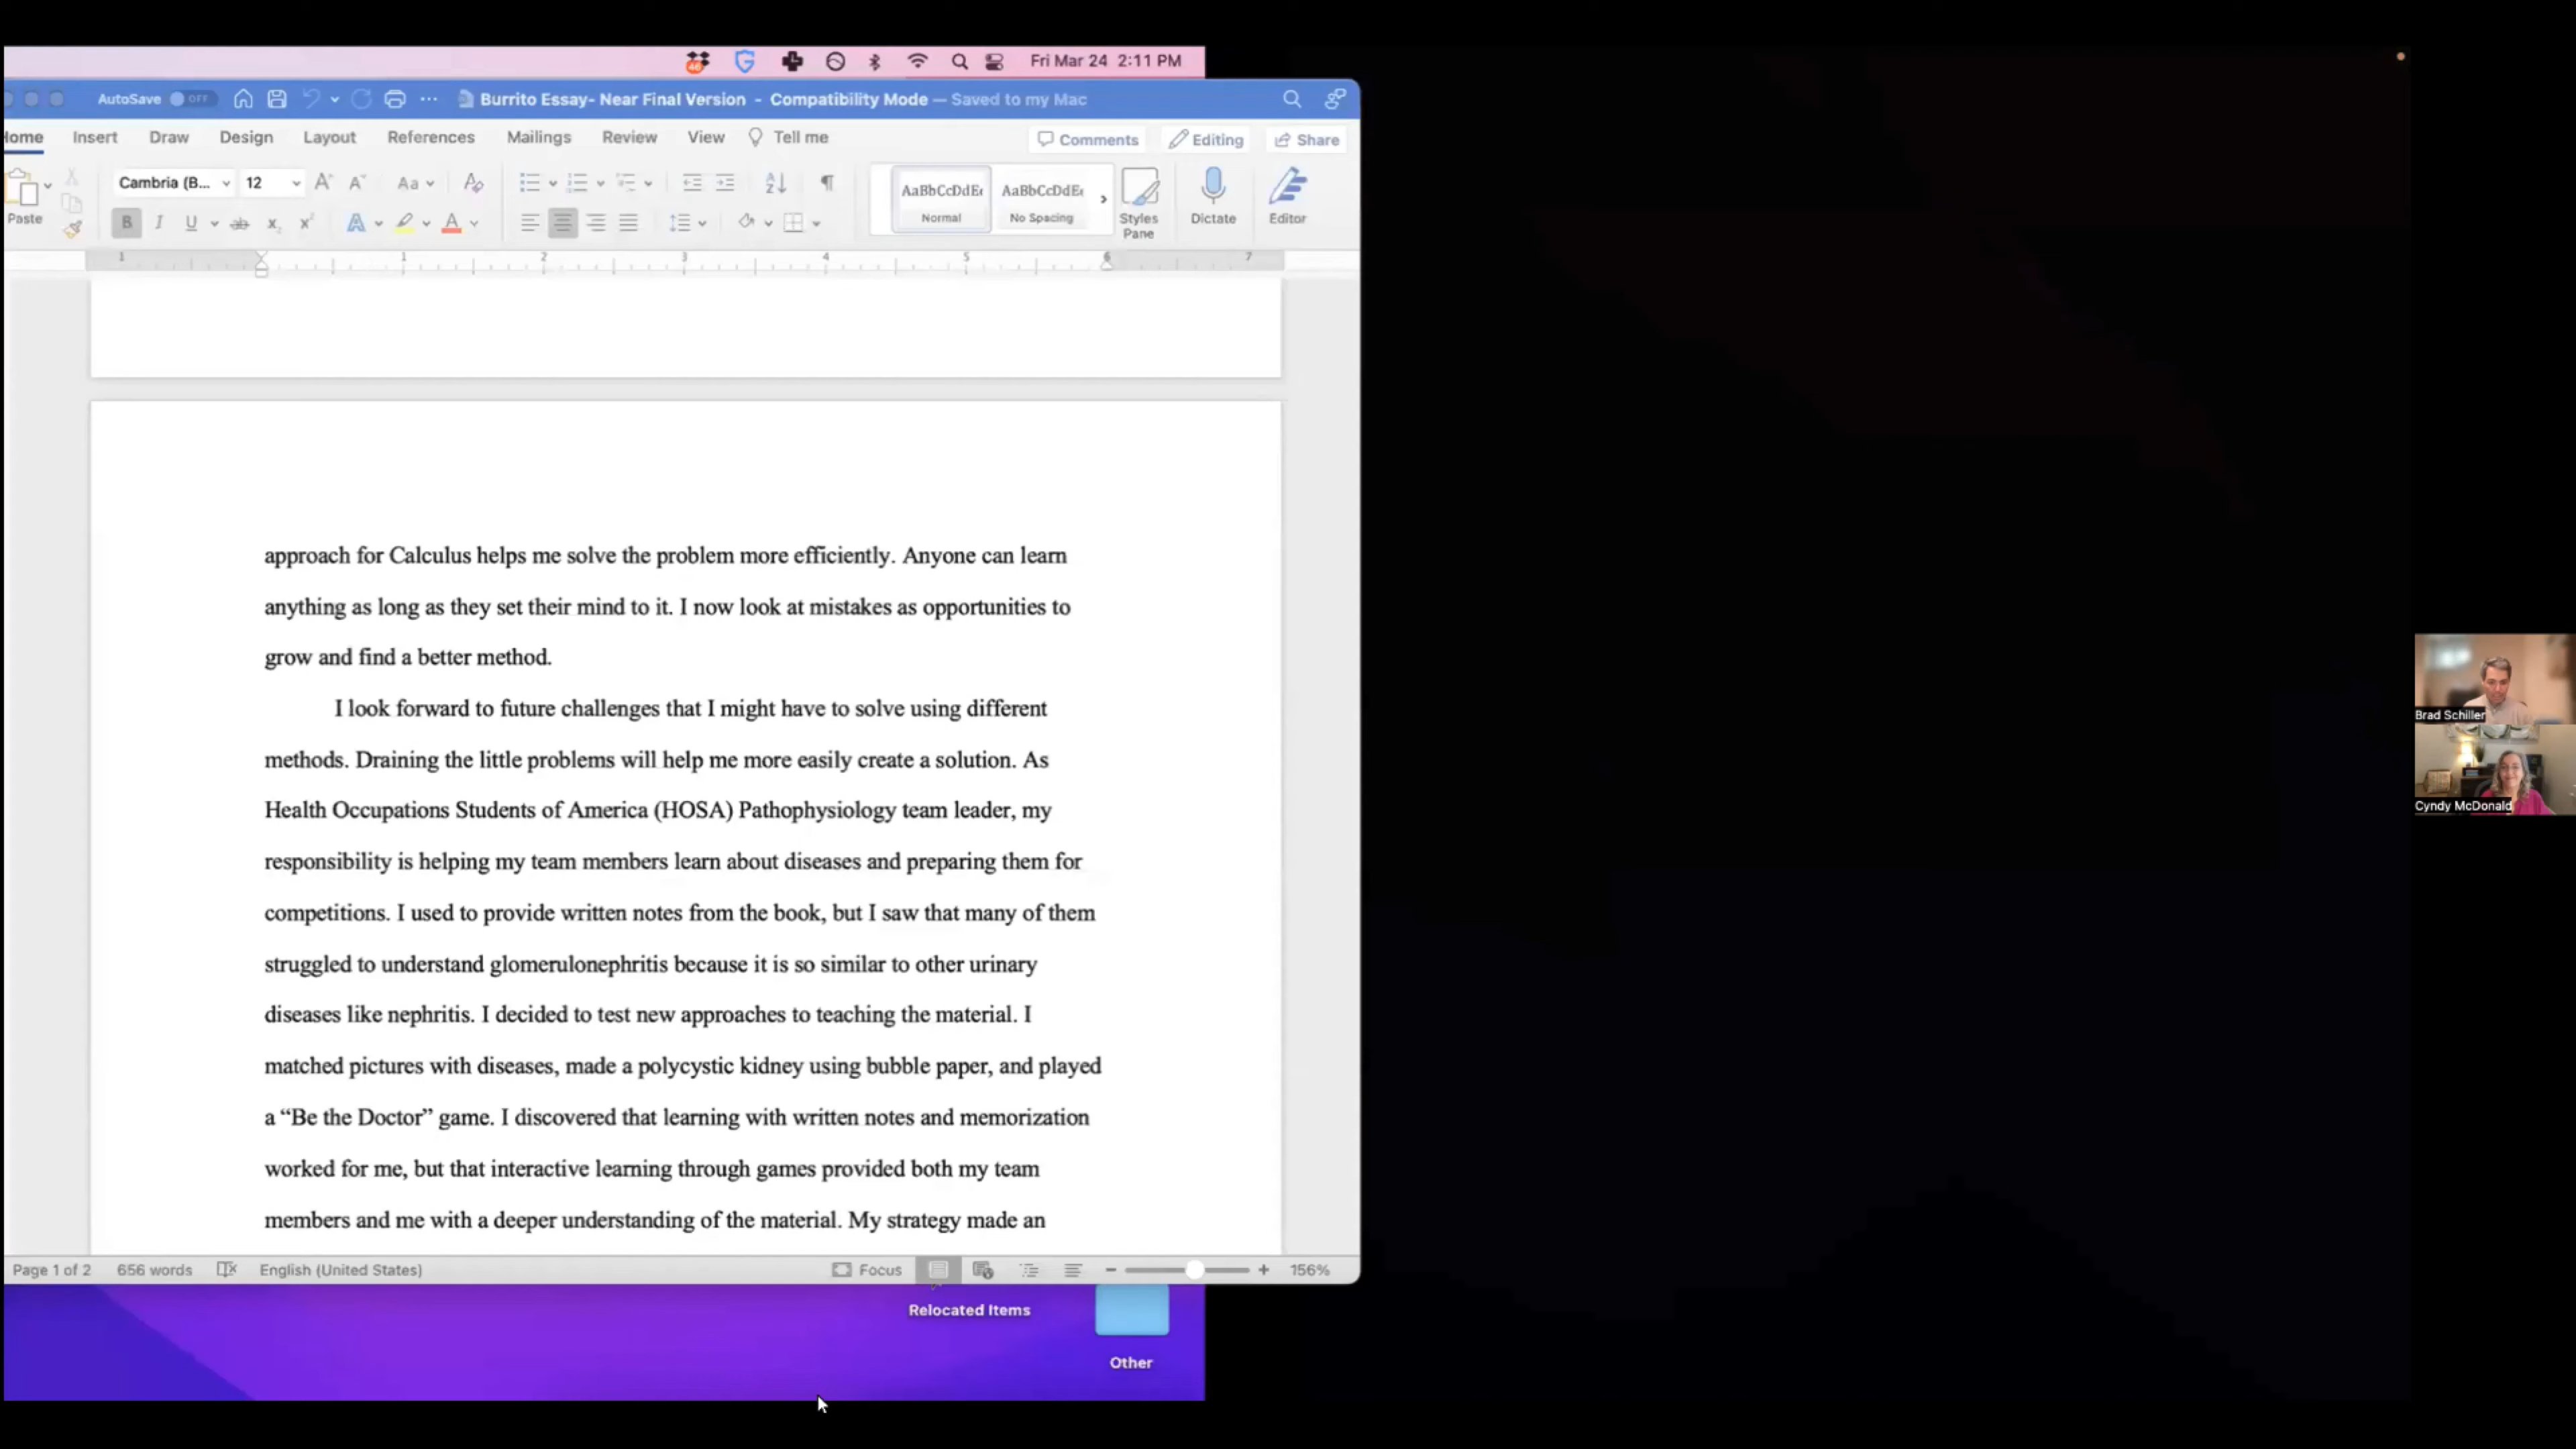 46
Fri Mar 24 2:11 PM
AutoSave OFF
Burrito Essay- Near Final Version - Compatibility Mode — Saved to my Mac
Home Insert Draw Design Layout References Mailings Review View Tell me
Comments Editing Share
Paste
Cambria (B... 12
Aa
AaBbCcDdEe
Normal
AaBbCcDdEe
No Spacing
Styles
Pane
Dictate
Editor
1 1 2 3 4 5 6 7
approach for Calculus helps me solve the problem more efficiently. Anyone can learn
anything as long as they set their mind to it. I now look at mistakes as opportunities to
grow and find a better method.
I look forward to future challenges that I might have to solve using different
methods. Draining the little problems will help me more easily create a solution. As
Health Occupations Students of America (HOSA) Pathophysiology team leader, my
responsibility is helping my team members learn about diseases and preparing them for
competitions. I used to provide written notes from the book, but I saw that many of them
struggled to understand glomerulonephritis because it is so similar to other urinary
diseases like nephritis. I decided to test new approaches to teaching the material. I
matched pictures with diseases, made a polycystic kidney using bubble paper, and played
a “Be the Doctor” game. I discovered that learning with written notes and memorization
worked for me, but that interactive learning through games provided both my team
members and me with a deeper understanding of the material. My strategy made an
Page 1 of 2 656 words English (United States) Focus 156%
Relocated Items
Other
Brad Schiller
Cyndy McDonald